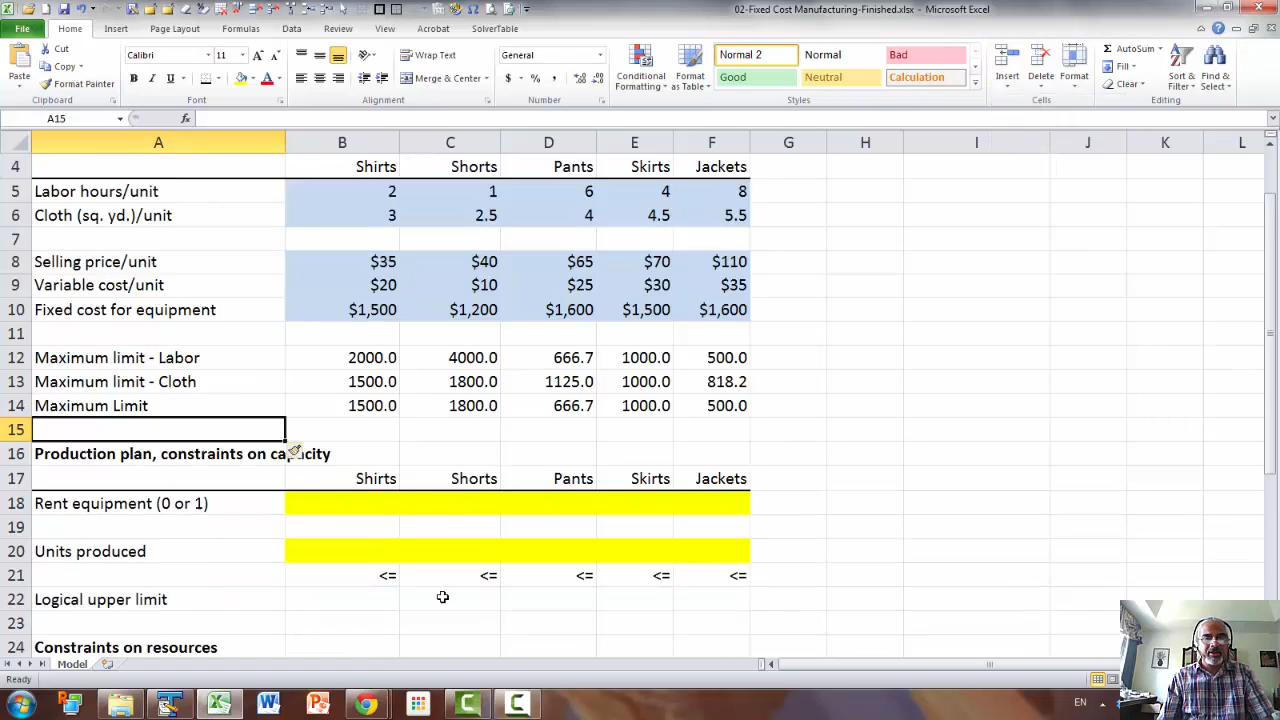 02-Fixed Cost Manufacturing-Finished.xlsx - Microsoft Excel
File Home Insert Page Layout Formulas Data Review View Acrobat SolverTable
Cut Calibri 11 Wrap Text General Normal 2 Normal Bad AutoSum
Copy Fill
Paste Format Painter B I U A Merge & Center $ % , Conditional Formatting Format as Table Good Neutral Calculation Insert Delete Format Clear Sort & Filter Find & Select
Clipboard Font Alignment Number Styles Cells Editing
A15 fx
A B C D E F G H I J K L
4 Shirts Shorts Pants Skirts Jackets
5 Labor hours/unit 2 1 6 4 8
6 Cloth (sq. yd.)/unit 3 2.5 4 4.5 5.5
7
8 Selling price/unit $35 $40 $65 $70 $110
9 Variable cost/unit $20 $10 $25 $30 $35
10 Fixed cost for equipment $1,500 $1,200 $1,600 $1,500 $1,600
11
12 Maximum limit - Labor 2000.0 4000.0 666.7 1000.0 500.0
13 Maximum limit - Cloth 1500.0 1800.0 1125.0 1000.0 818.2
14 Maximum Limit 1500.0 1800.0 666.7 1000.0 500.0
15
16 Production plan, constraints on capacity
17 Shirts Shorts Pants Skirts Jackets
18 Rent equipment (0 or 1)
19
20 Units produced
21 <= <= <= <= <=
22 Logical upper limit
23
24 Constraints on resources
Model
Ready
EN